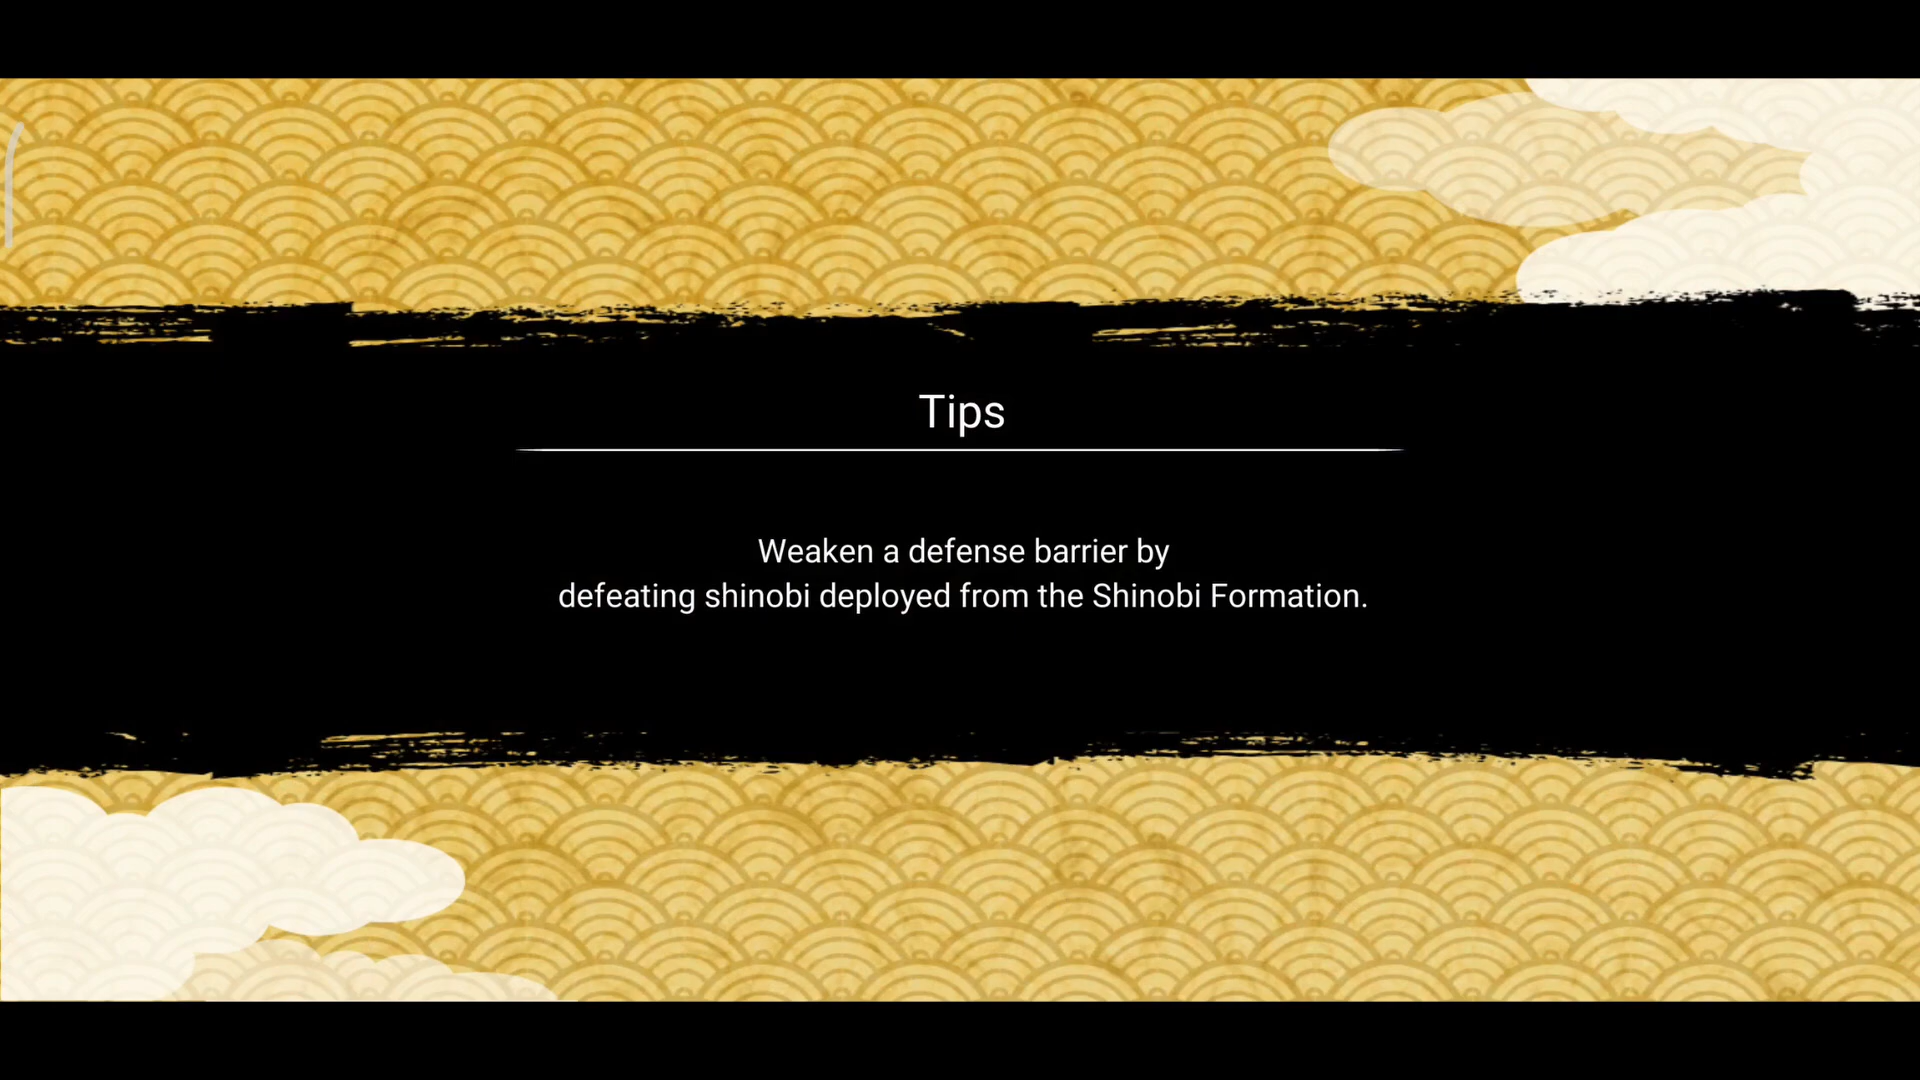 Tips
Weaken a defense barrier by
defeating shinobi deployed from the Shinobi Formation.